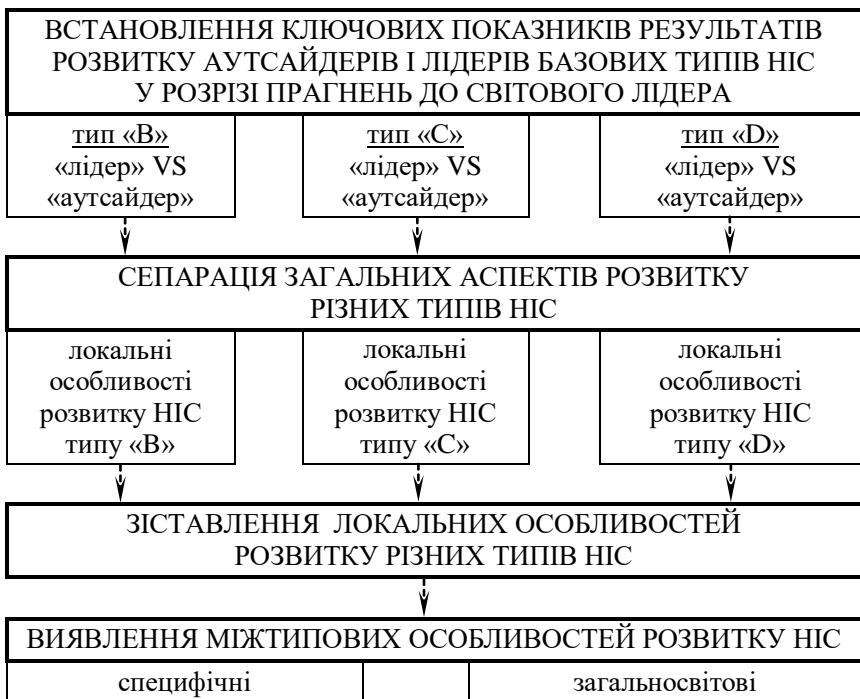 ВСТАНОВЛЕННЯ КЛЮЧОВИХ ПОКАЗНИКІВ РЕЗУЛЬТАТІВ
РОЗВИТКУ АУТСАЙДЕРІВ І ЛІДЕРІВ БАЗОВИХ ТИПІВ НІС
У РОЗРІЗІ ПРАГНЕНЬ ДО СВІТОВОГО ЛІДЕРА
тип «В»
«лідер» VS
«аутсайдер»
тип «С»
«лідер» VS
«аутсайдер»
тип «D»
«лідер» VS
«аутсайдер»
СЕПАРАЦІЯ ЗАГАЛЬНИХ АСПЕКТІВ РОЗВИТКУ
РІЗНИХ ТИПІВ НІС
локальні
особливості
розвитку НІС
типу «В»
локальні
особливості
розвитку НІС
типу «С»
локальні
особливості
розвитку НІС
типу «D»
ЗІСТАВЛЕННЯ ЛОКАЛЬНИХ ОСОБЛИВОСТЕЙ
РОЗВИТКУ РІЗНИХ ТИПІВ НІС
ВИЯВЛЕННЯ МІЖТИПОВИХ ОСОБЛИВОСТЕЙ РОЗВИТКУ НІС
специфічні
загальносвітові